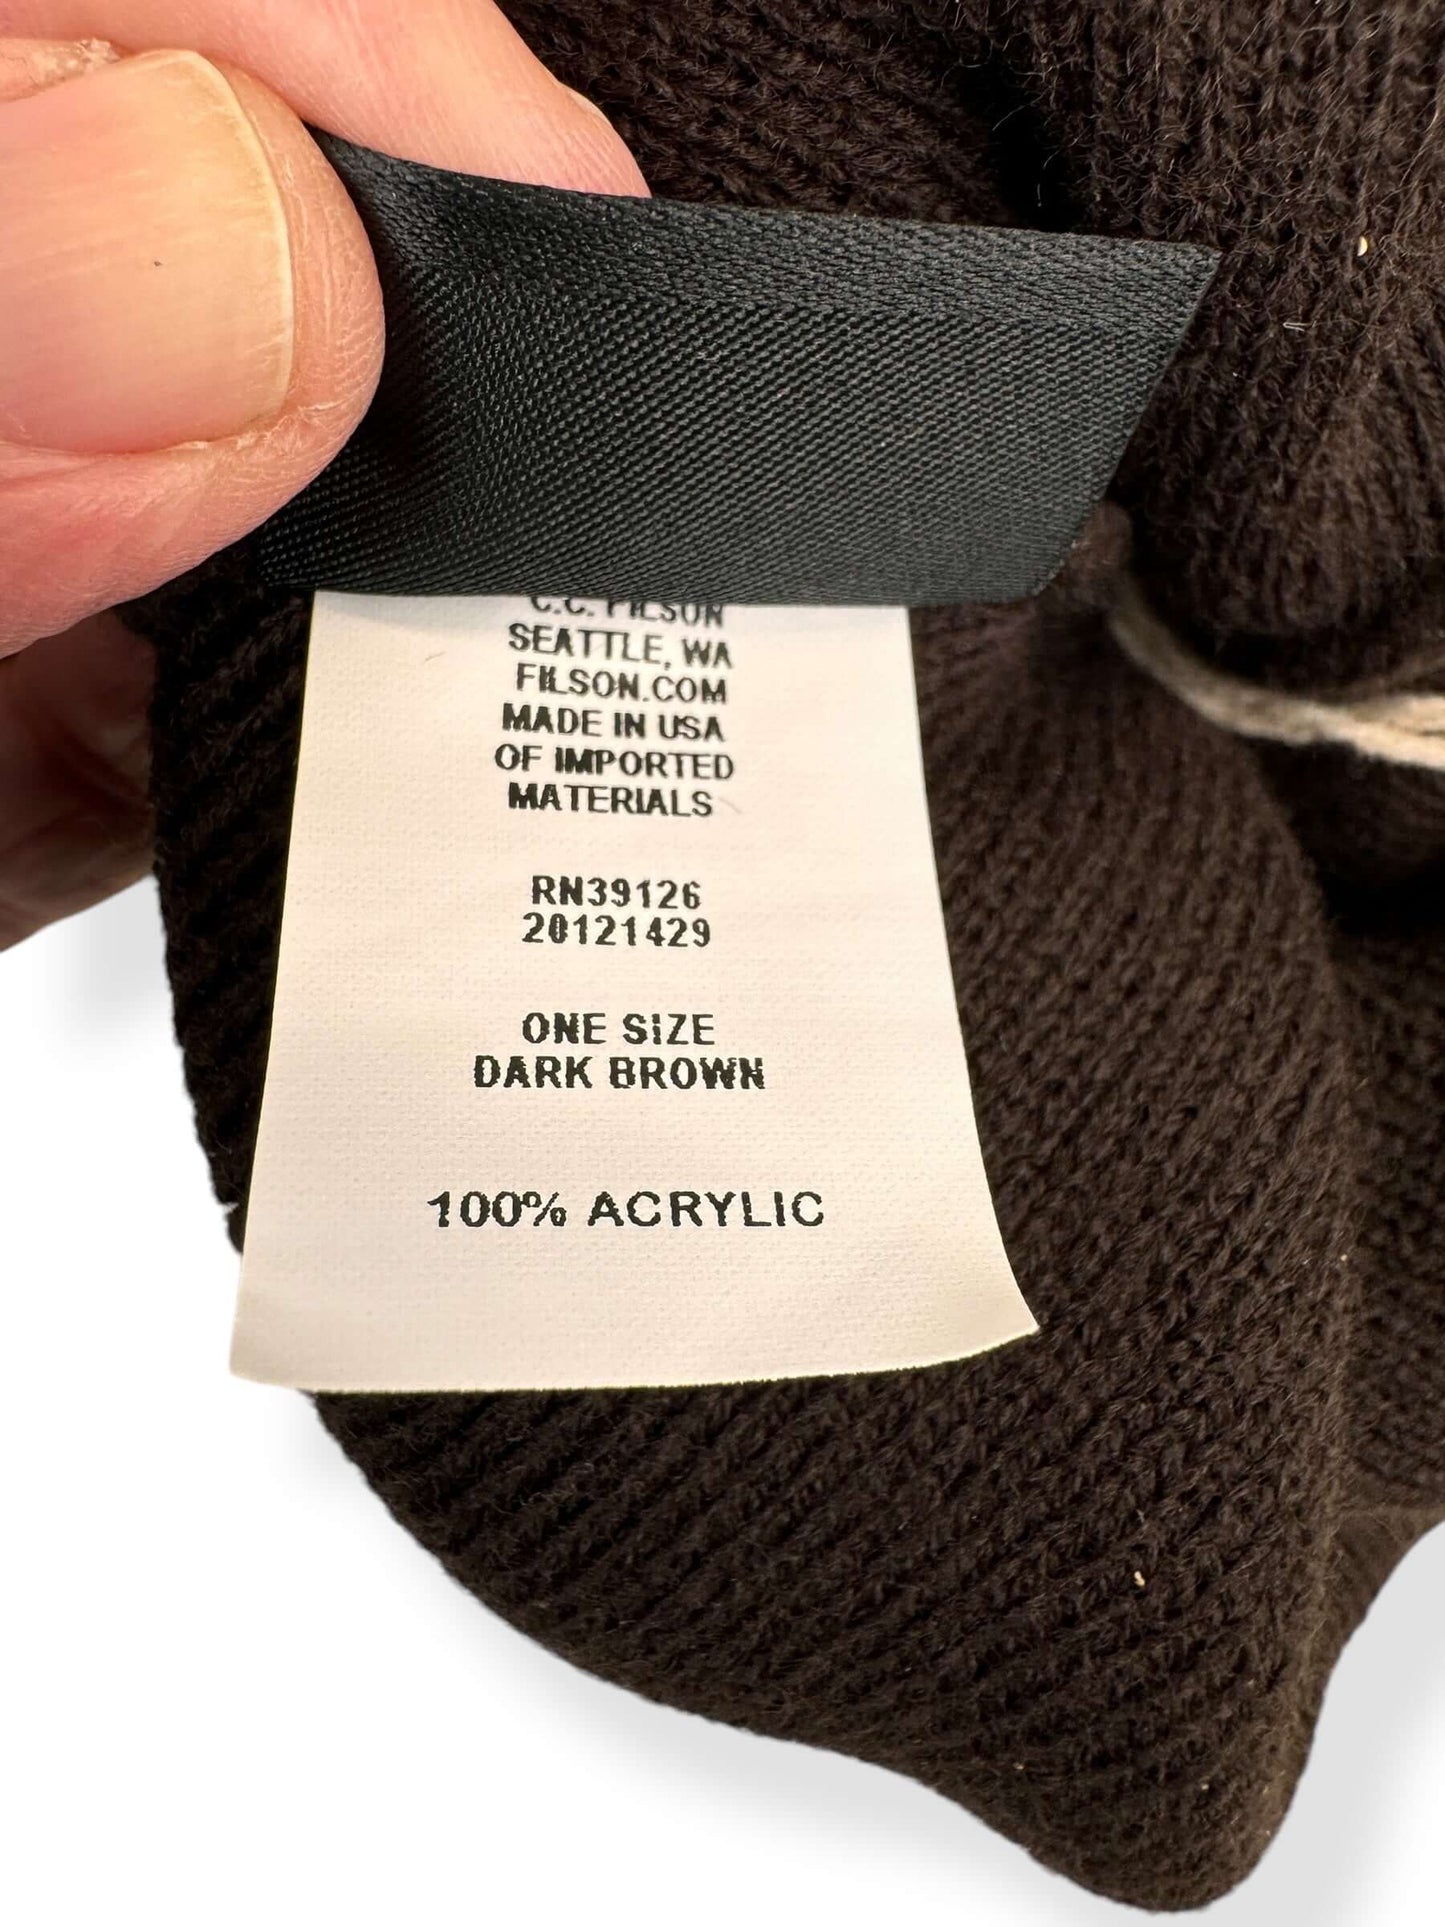 C.C. FILSON
SEATTLE, WA
FILSON.COM
MADE IN USA
OF IMPORTED
MATERIALS
RN39126
20121429
ONE SIZE
DARK BROWN
100% ACRYLIC